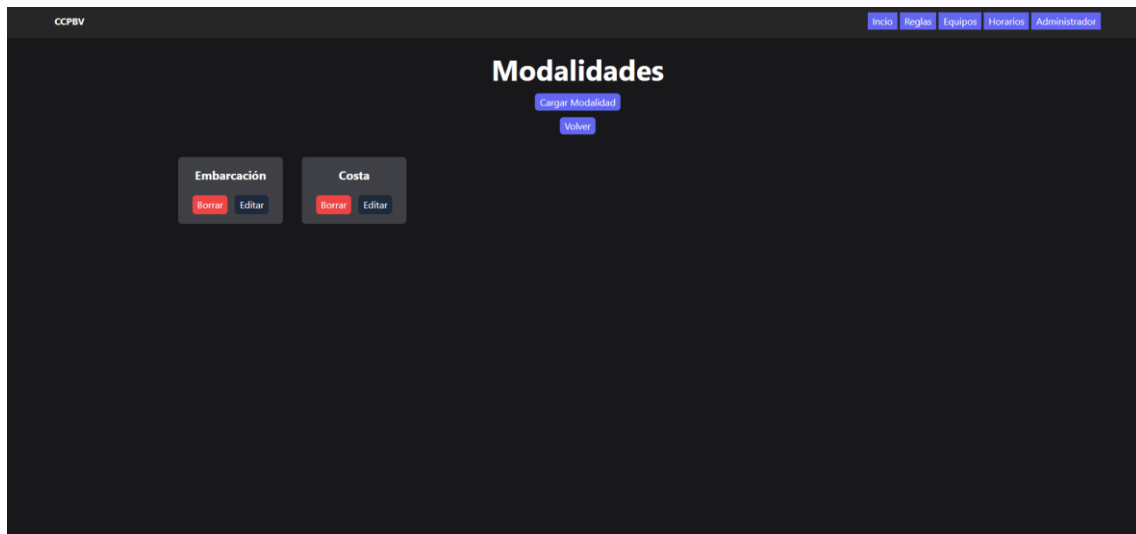 CCPBV
Incio Reglas Equipos Horarios Administrador
Modalidades
Cargar Modalidad
Volver
Embarcación Costa
Borrar Editar Borrar Editar